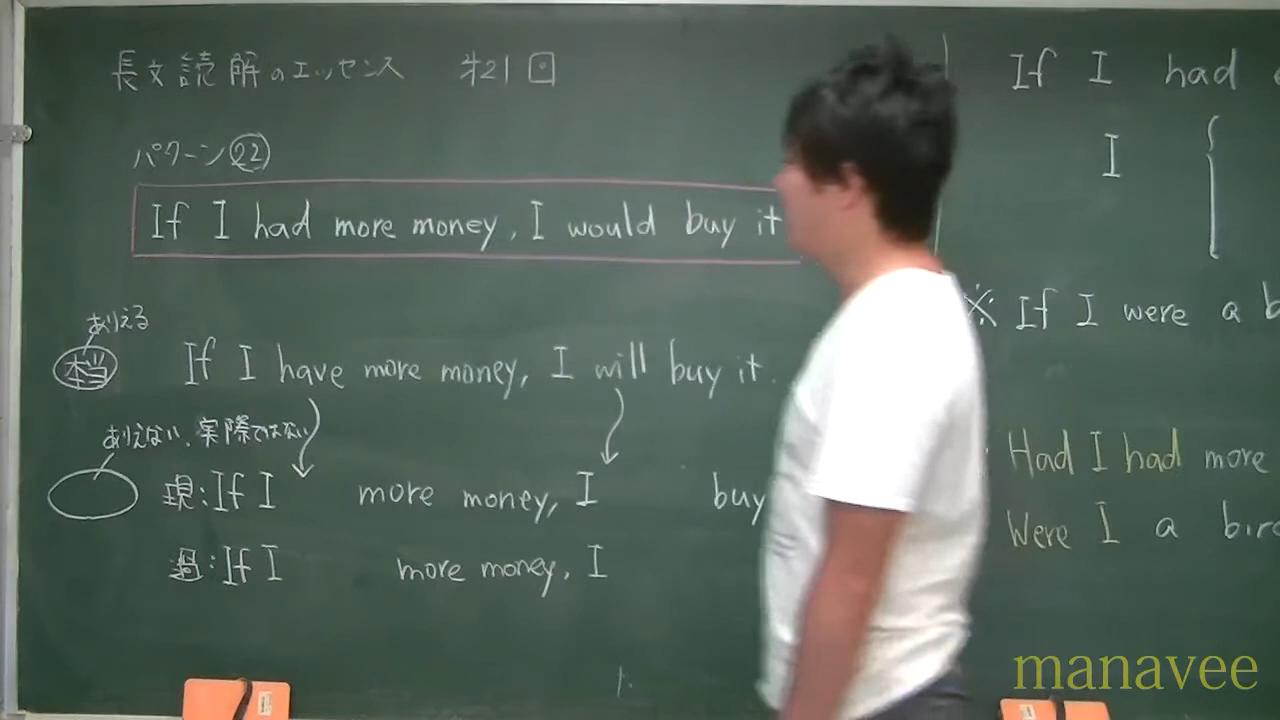 長文読解のエッセンス 第21回
パターン㉒
If I had more money, I would buy it
ありえる
本当
If I have more money, I will buy it.
ありえない、実際ではない
現:If I more money, I buy
過:If I more money, I
If I had
I {
※ If I were a b
Had I had more
Were I a bird
manavee